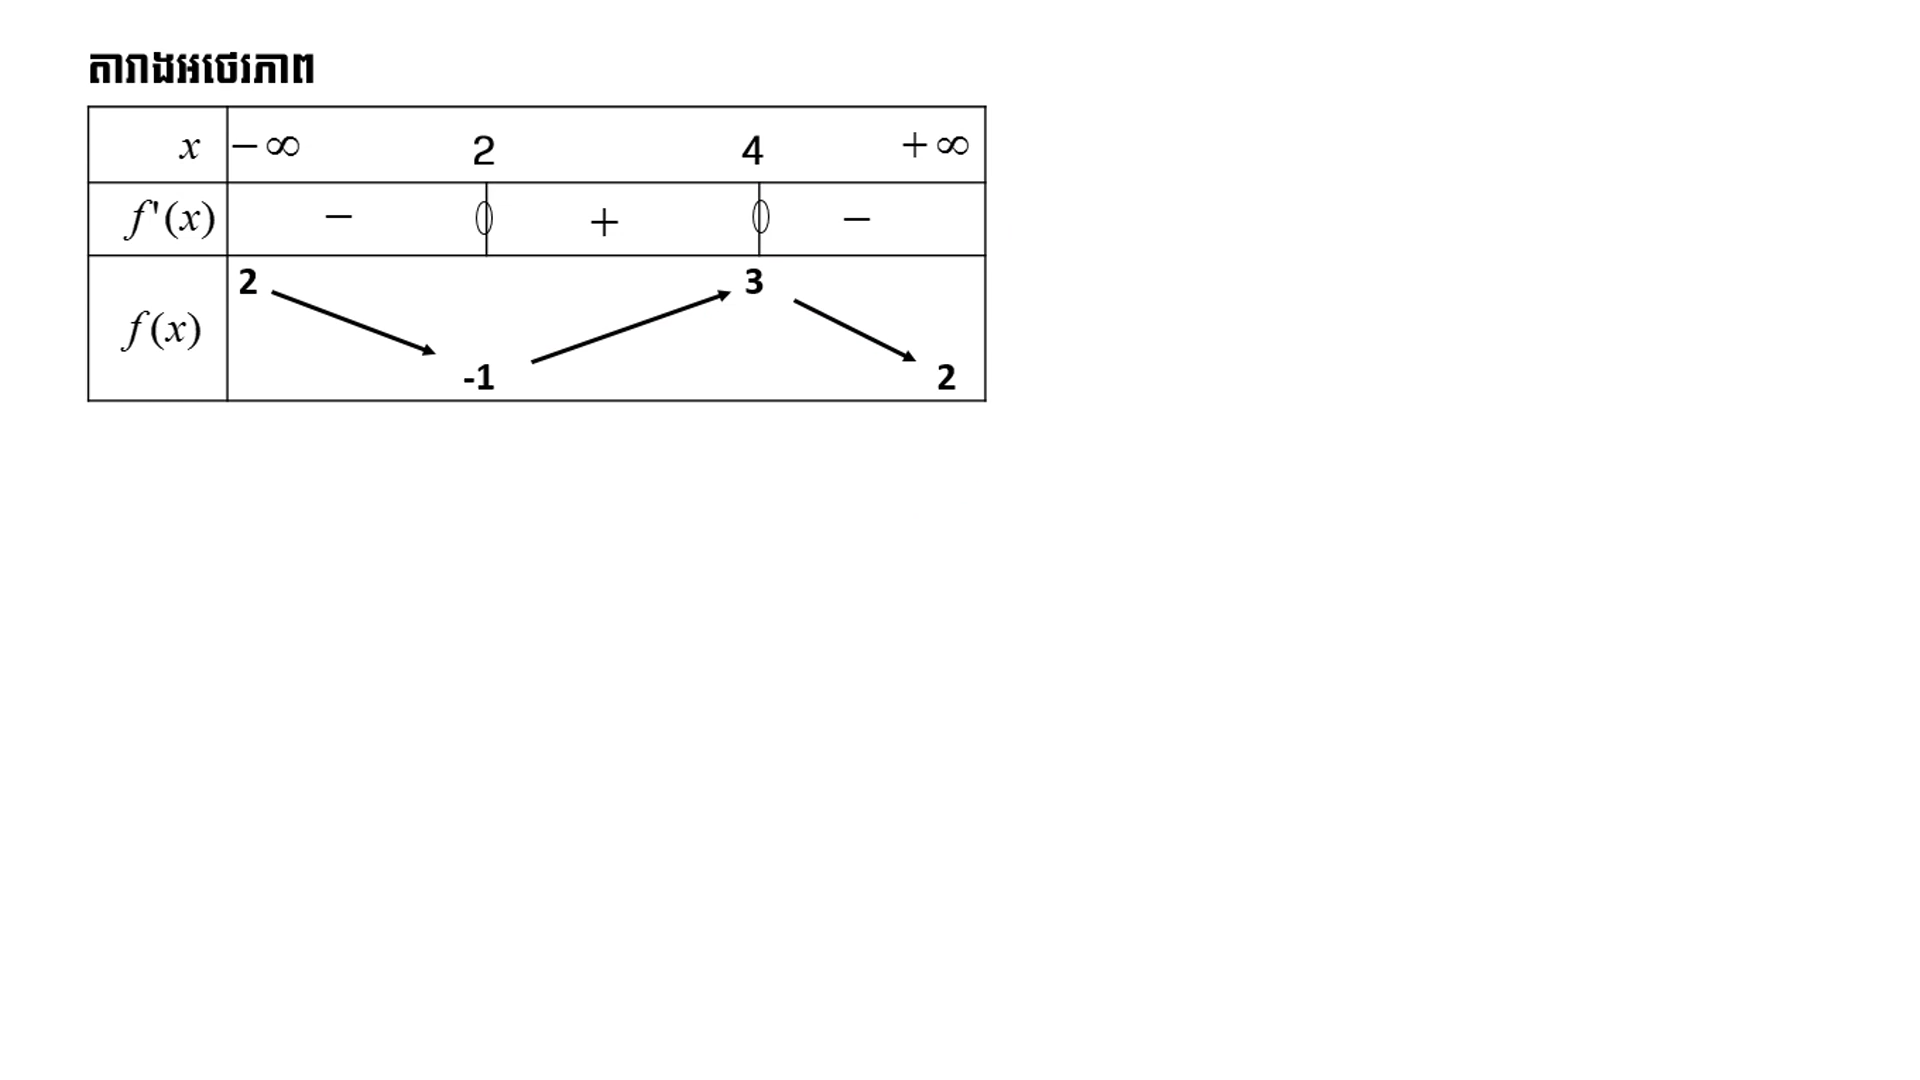 តារាងអថេរភាព
x −∞ 2 4 +∞
f'(x) − 0 + 0 −
2 3
f(x)
-1 2